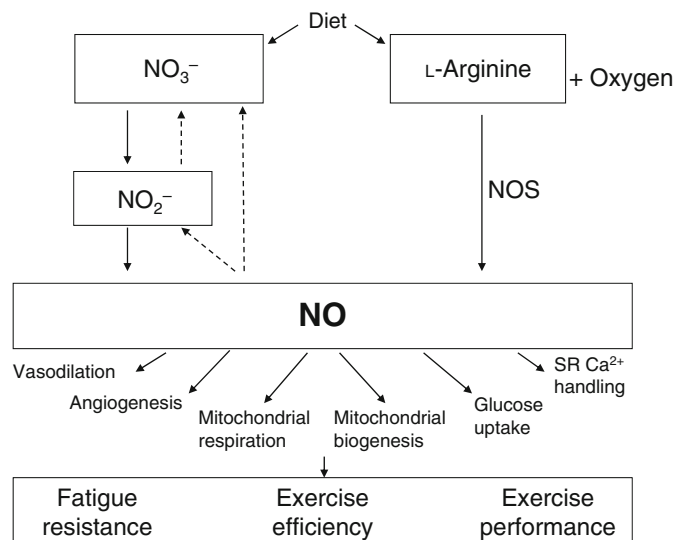 Diet
NO₃⁻
L-Arginine
+ Oxygen
NO₂⁻
NOS
NO
Vasodilation
Angiogenesis
Mitochondrial
respiration
Mitochondrial
biogenesis
Glucose
uptake
SR Ca²⁺
handling
Fatigue
resistance
Exercise
efficiency
Exercise
performance